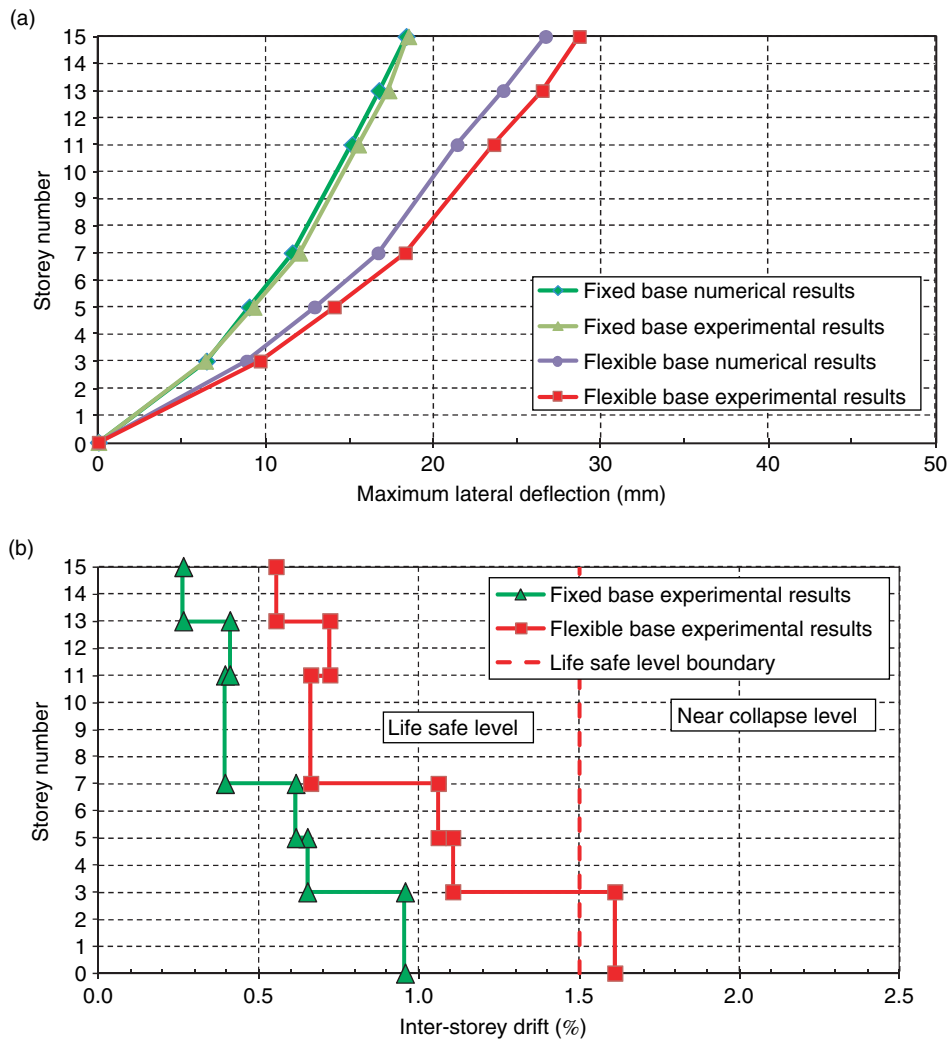 (a)
15
15
14
13
12
11
10
9
8
7
6
5
4
3
2
1
0
Storey number
Fixed base numerical results
Fixed base experimental results
Flexible base numerical results
Flexible base experimental results
0 10 20 30 40 50
Maximum lateral deflection (mm)
(b)
15
14
13
12
11
10
9
8
7
6
5
4
3
2
1
0
Storey number
Fixed base experimental results
Flexible base experimental results
Life safe level boundary
Life safe level
Near collapse level
0.0 0.5 1.0 1.5 2.0 2.5
Inter-storey drift (%)